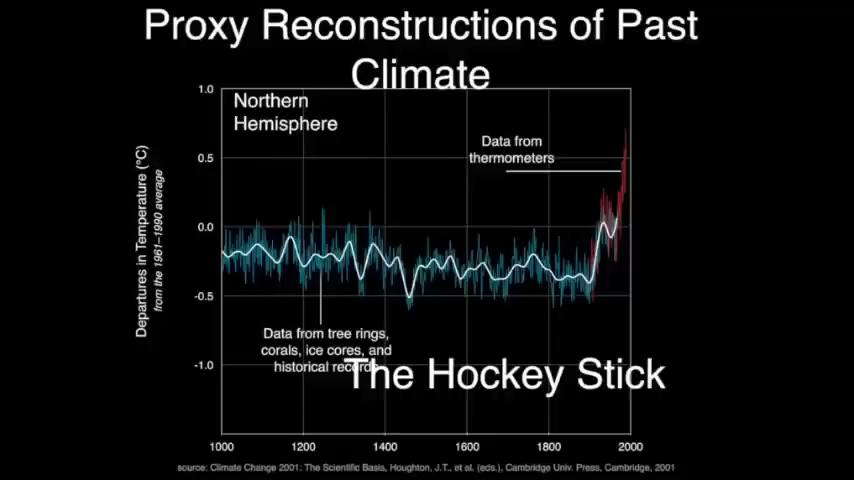 Proxy Reconstructions of Past
Climate
Northern
Hemisphere
Data from
thermometers
Departures in Temperature (°C)
from the 1961–1990 average
1.0
0.5
0.0
-0.5
-1.0
Data from tree rings,
corals, ice cores, and
historical records
The Hockey Stick
1000 1200 1400 1600 1800 2000
source: Climate Change 2001: The Scientific Basis, Houghton, J.T., et al. (eds.), Cambridge Univ. Press, Cambridge, 2001